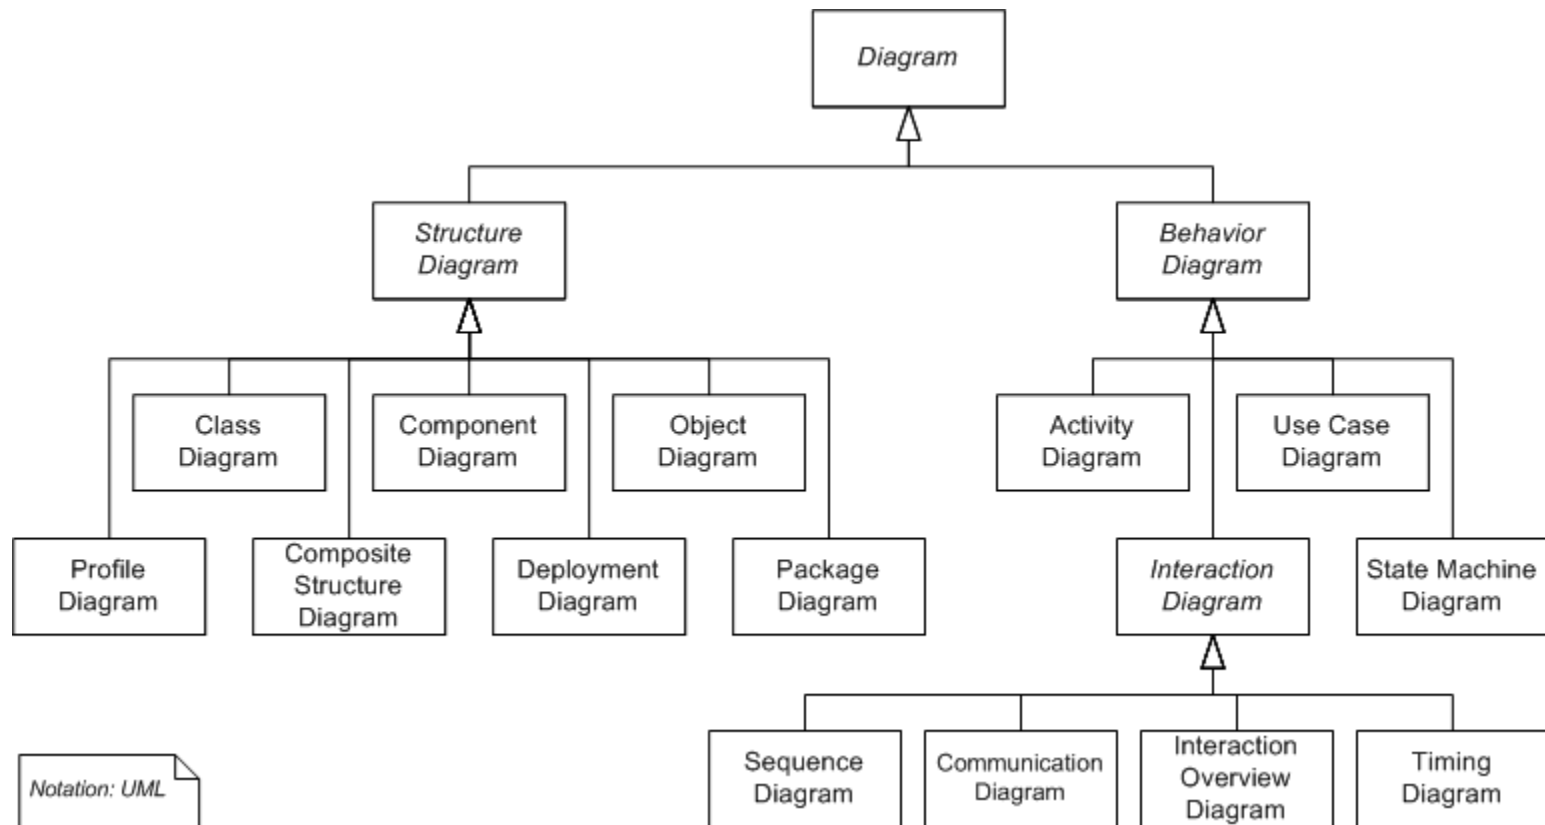 Diagram
Structure
Diagram
Behavior
Diagram
Class
Diagram
Component
Diagram
Object
Diagram
Activity
Diagram
Use Case
Diagram
Profile
Diagram
Composite
Structure
Diagram
Deployment
Diagram
Package
Diagram
Interaction
Diagram
State Machine
Diagram
Sequence
Diagram
Communication
Diagram
Interaction
Overview
Diagram
Timing
Diagram
Notation: UML